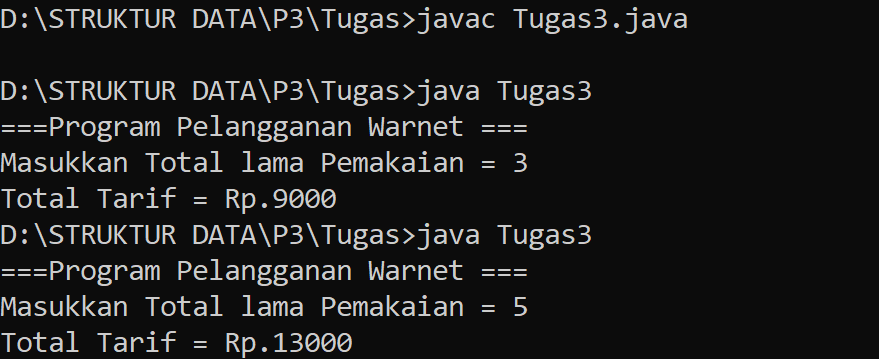 D:\STRUKTUR DATA\P3\Tugas>javac Tugas3.java
D:\STRUKTUR DATA\P3\Tugas>java Tugas3
===Program Pelangganan Warnet ===
Masukkan Total lama Pemakaian = 3
Total Tarif = Rp.9000
D:\STRUKTUR DATA\P3\Tugas>java Tugas3
===Program Pelangganan Warnet ===
Masukkan Total lama Pemakaian = 5
Total Tarif = Rp.13000